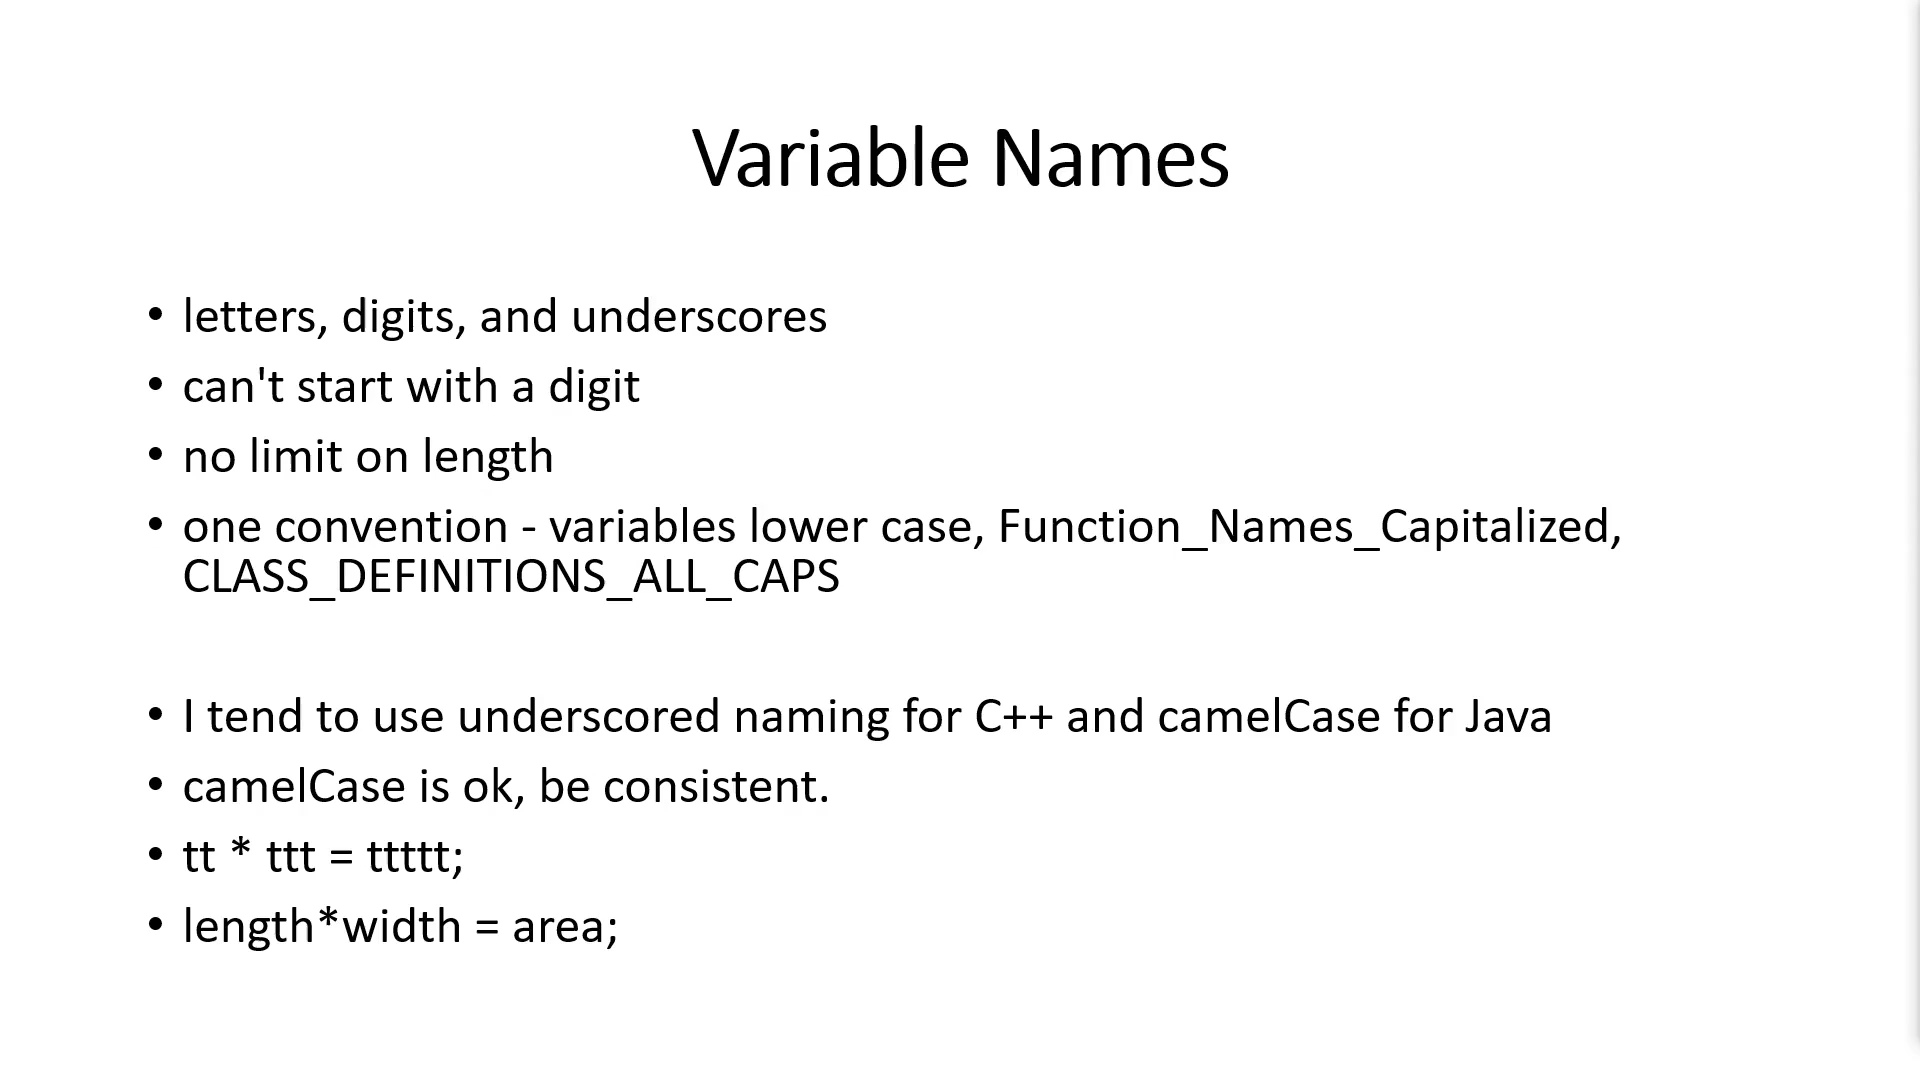 Variable Names
• letters, digits, and underscores
• can't start with a digit
• no limit on length
• one convention - variables lower case, Function_Names_Capitalized,
CLASS_DEFINITIONS_ALL_CAPS
• I tend to use underscored naming for C++ and camelCase for Java
• camelCase is ok, be consistent.
• tt * ttt = ttttt;
• length*width = area;